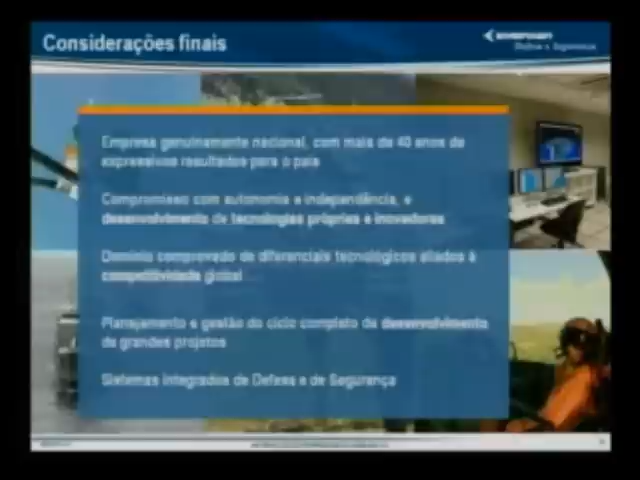 Considerações finais
EMBRAER
Defesa e Segurança
Empresa genuinamente nacional, com mais de 40 anos de
expressivos resultados para o país
Compromisso com autonomia e independência, e
desenvolvimento de tecnologias próprias e inovadoras
Domínio comprovado de diferenciais tecnológicos aliados à
competitividade global
Planejamento e gestão do ciclo completo de desenvolvimento
de grandes projetos
Sistemas Integrados de Defesa e de Segurança